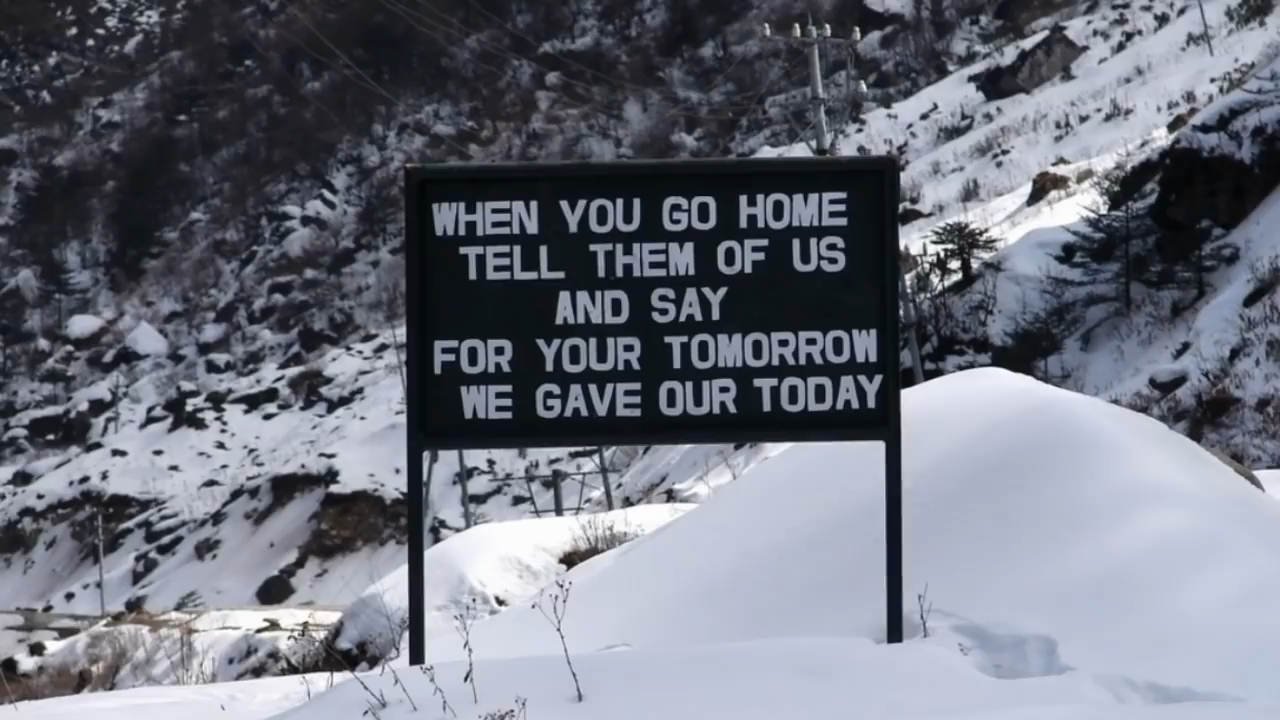 WHEN YOU GO HOME
TELL THEM OF US
AND SAY
FOR YOUR TOMORROW
WE GAVE OUR TODAY